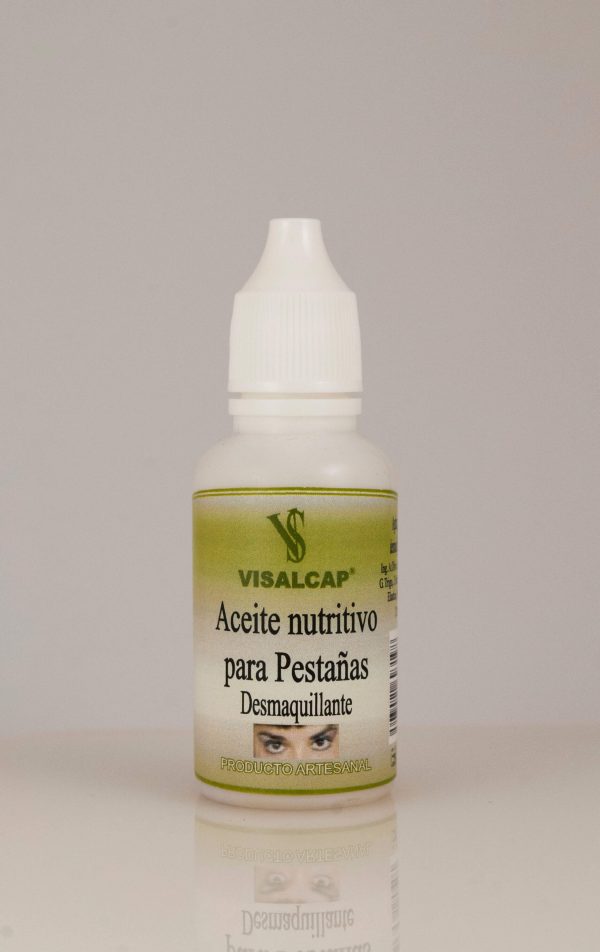 VS
VISALCAP®
Aceite nutritivo
para Pestañas
Desmaquillante
PRODUCTO ARTESANAL